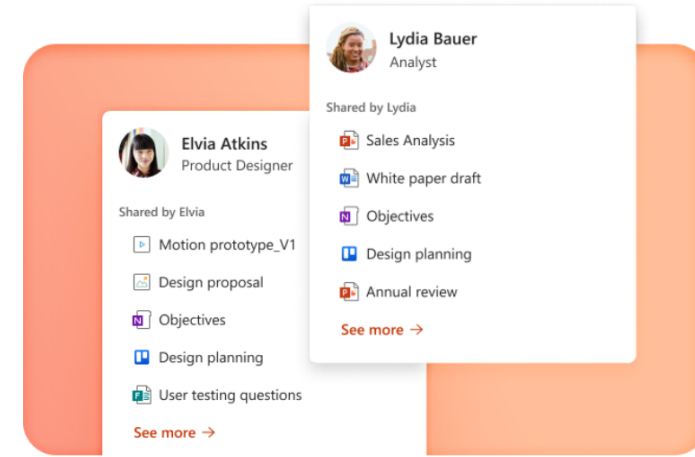 Lydia Bauer
Analyst
Shared by Lydia
P Sales Analysis
W White paper draft
N Objectives
Design planning
P Annual review
See more →
Elvia Atkins
Product Designer
Shared by Elvia
Motion prototype_V1
Design proposal
N Objectives
Design planning
F User testing questions
See more →